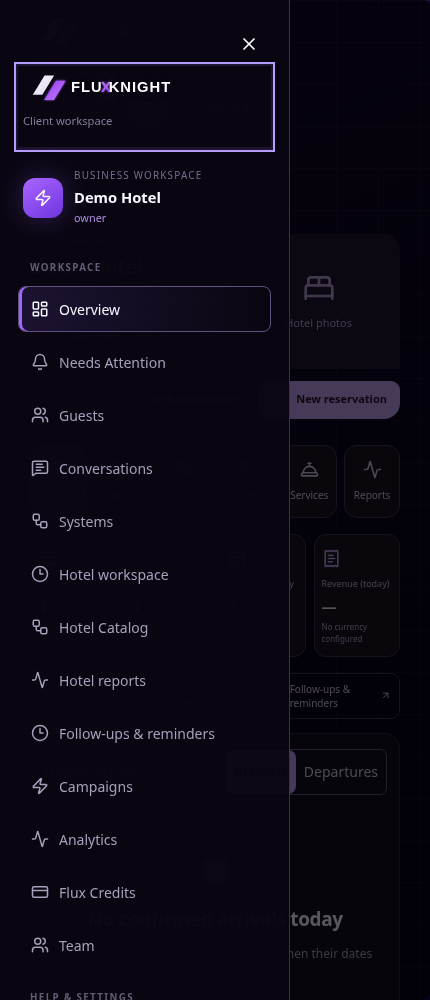 FLUXKNIGHT
Client workspace
BUSINESS WORKSPACE
Demo Hotel
owner
WORKSPACE
Overview
Needs Attention
Guests
Conversations
Systems
Hotel workspace
Hotel Catalog
Hotel reports
Follow-ups & reminders
Campaigns
Analytics
Flux Credits
Team
HELP & SETTINGS
Hotel photos
New reservation
Services
Reports
Revenue (today)
—
No currency
configured
Follow-ups &
reminders
Departures
No confirmed arrivals today
their dates